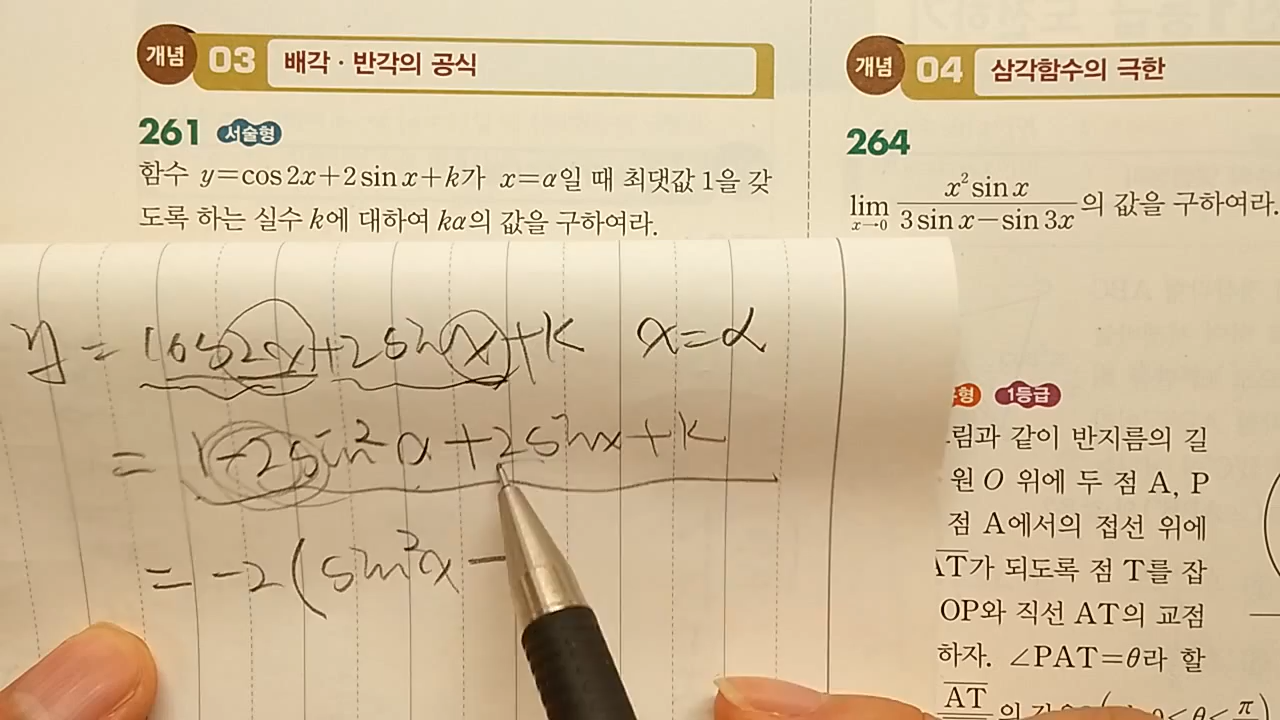 개념 03 배각·반각의 공식
261 서술형
함수 y=cos2x+2sinx+k가 x=α일 때 최댓값 1을 갖
도록 하는 실수 k에 대하여 kα의 값을 구하여라.
y = cos2x+2sinx+k x=α
= 1-2sin²x+2sinx+k
= -2(sin²x -
개념 04 삼각함수의 극한
264
lim x→0 x² sin x / 3 sin x − sin 3x 의 값을 구하여라.
형 1등급
림과 같이 반지름의 길
원 O 위에 두 점 A, P
점 A에서의 접선 위에
AT가 되도록 점 T를 잡
OP와 직선 AT의 교점
하자. ∠PAT=θ라 할
AT